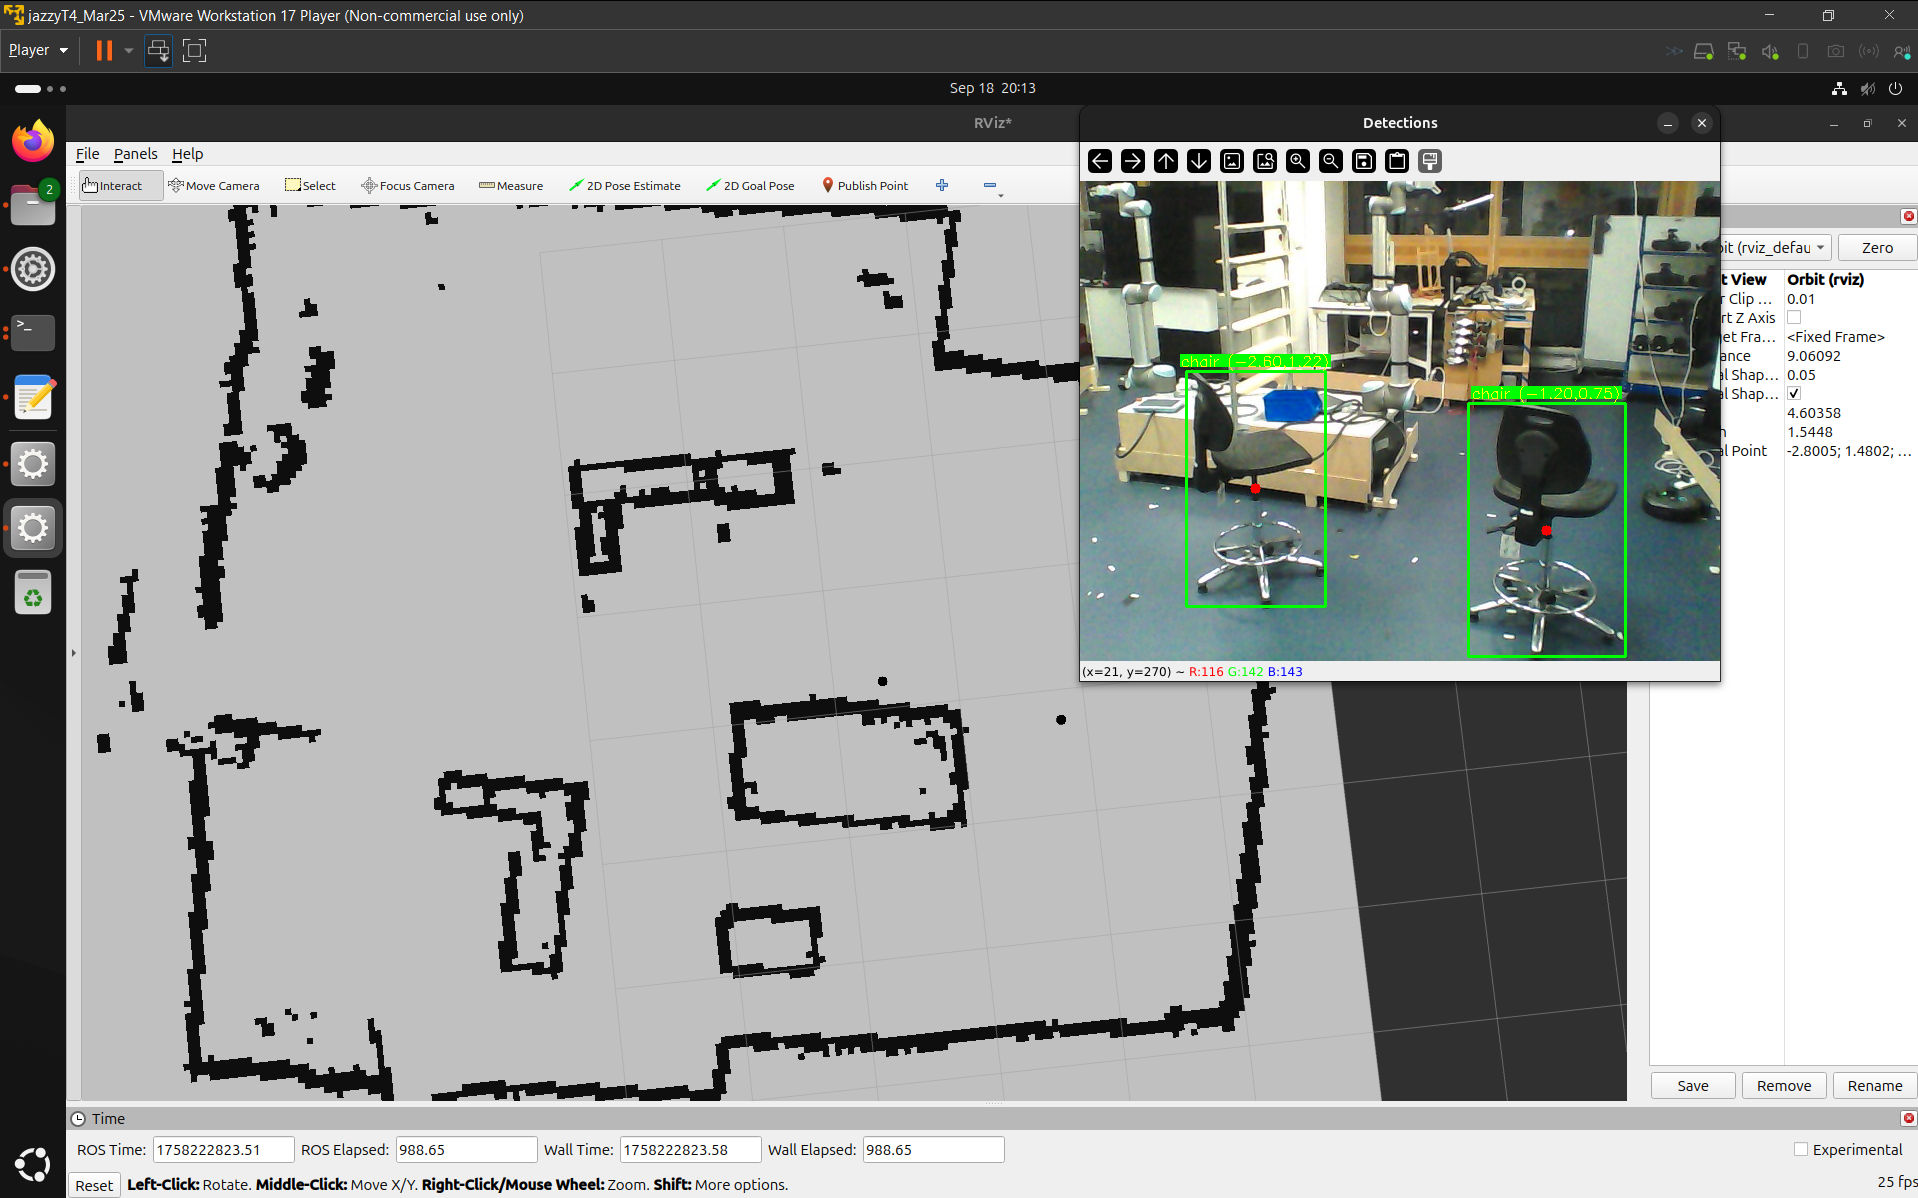 jazzyT4_Mar25 - VMware Workstation 17 Player (Non-commercial use only)
Player
Sep 18 20:13
RViz*
Detections
2
File Panels Help
Interact Move Camera Select Focus Camera Measure 2D Pose Estimate 2D Goal Pose Publish Point
chair (-2.60,1.22)
chair (-1.20,0.75)
(x=21, y=270) ~ R:116 G:142 B:143
bit (rviz_defau Zero
t View Orbit (rviz)
r Clip ... 0.01
rt Z Axis
jet Fra... <Fixed Frame>
ance 9.06092
al Shap... 0.05
al Shap...
4.60358
n 1.5448
al Point -2.8005; 1.4802; ...
Save Remove Rename
Time
ROS Time: 1758222823.51 ROS Elapsed: 988.65 Wall Time: 1758222823.58 Wall Elapsed: 988.65 Experimental
Reset Left-Click: Rotate. Middle-Click: Move X/Y. Right-Click/Mouse Wheel: Zoom. Shift: More options. 25 fps